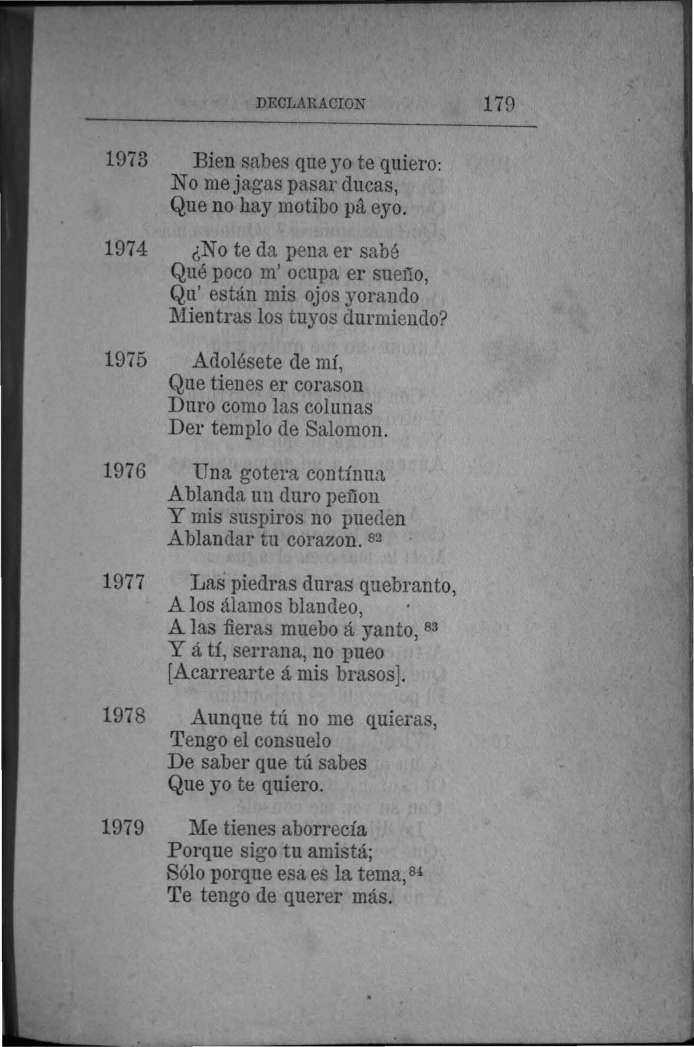 DECLARACION 179
1973 Bien sabes que yo te quiero:
No me jagas pasar ducas,
Que no hay motibo pâ eyo.
1974 ¿No te da pena er sabé
Qué poco m' ocupa er sueño,
Qu' están mis ojos yorando
Mientras los tuyos durmiendo?
1975 Adolésete de mí,
Que tienes er corason
Duro como las colunas
Der templo de Salomon.
1976 Una gotera contínua
Ablanda un duro peñon
Y mis suspiros no pueden
Ablandar tu corazon. 82
1977 Las piedras duras quebranto,
A los álamos blandeo,
A las fieras muebo á yanto, 83
Y á tí, serrana, no pueo
[Acarrearte á mis brasos].
1978 Aunque tú no me quieras,
Tengo el consuelo
De saber que tú sabes
Que yo te quiero.
1979 Me tienes aborrecía
Porque sigo tu amistá;
Sólo porque esa es la tema, 84
Te tengo de querer más.